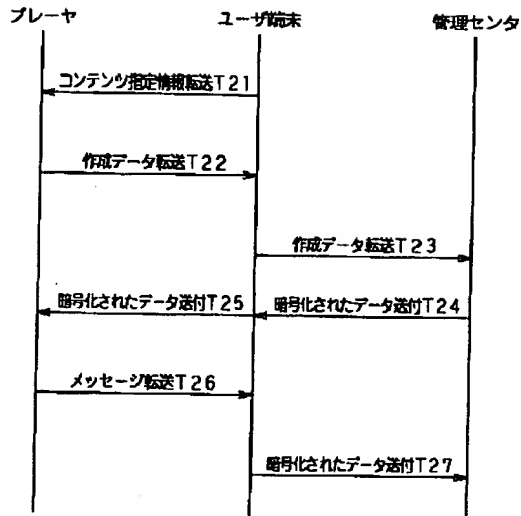 プレーヤ
ユーザ端末
管理センタ
コンテンツ指定情報転送T21
作成データ転送T22
作成データ転送T23
暗号化されたデータ送付T25
暗号化されたデータ送付T24
メッセージ転送T26
暗号化されたデータ送付T27